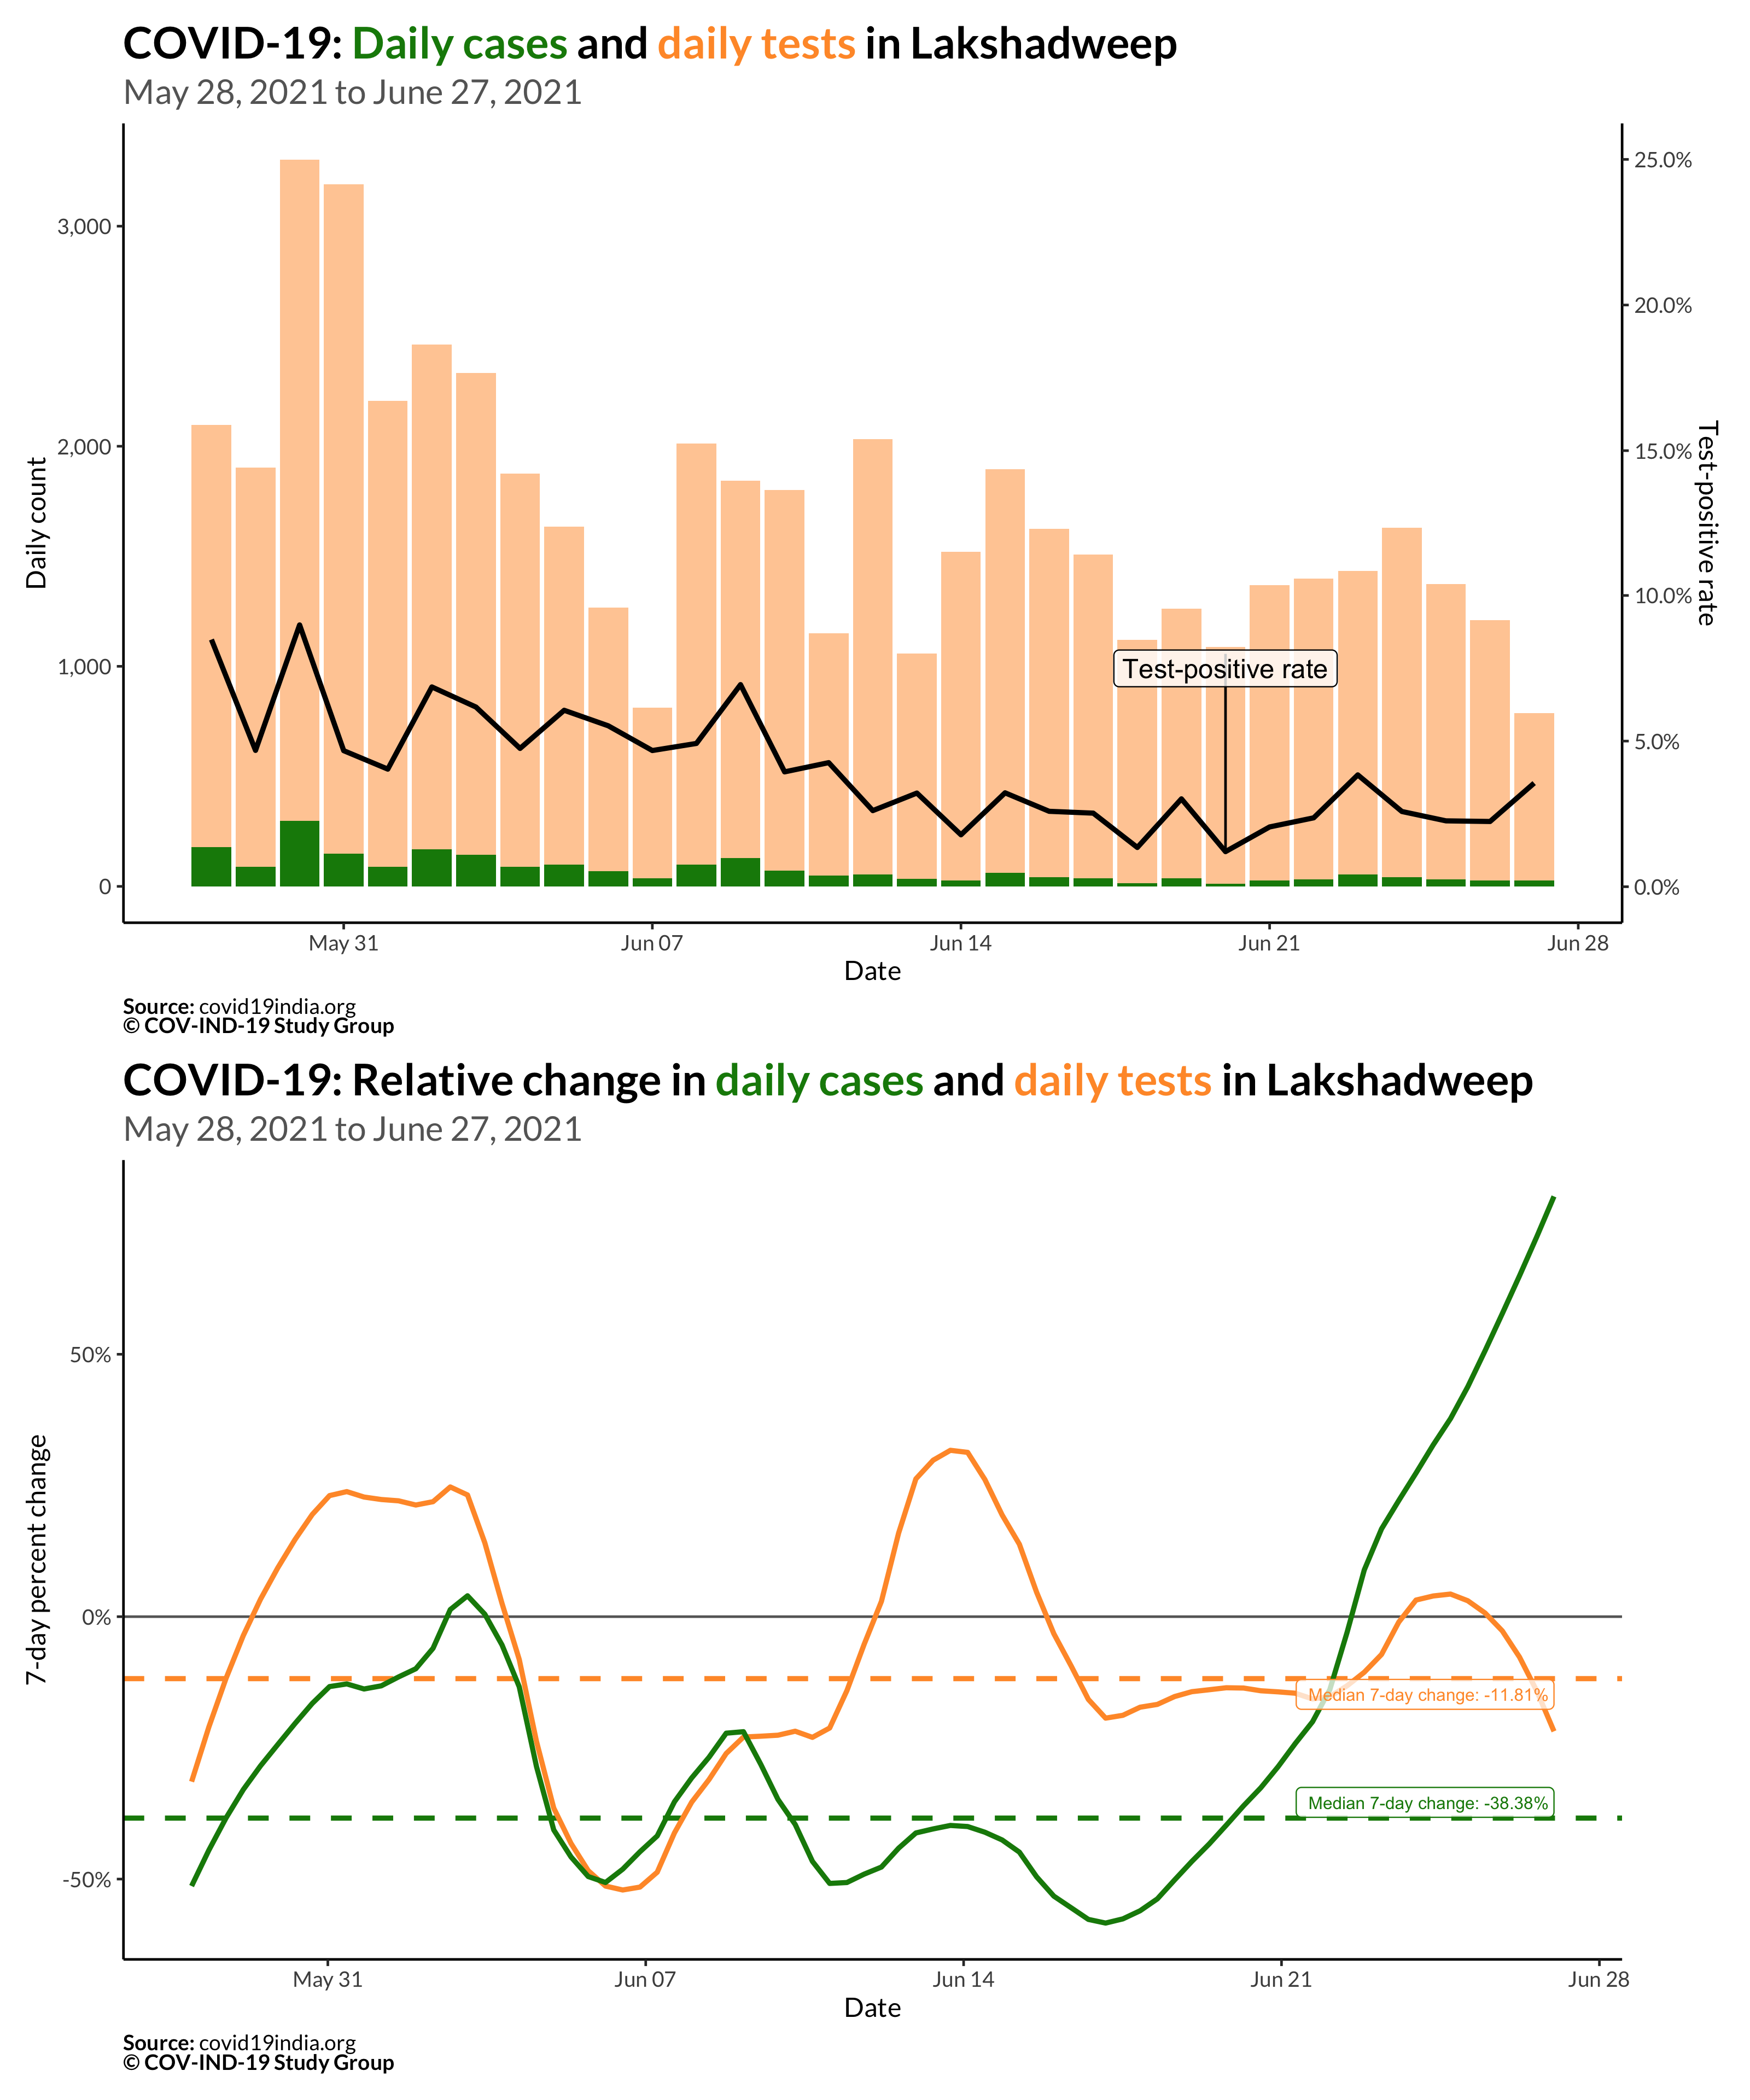 COVID-19: Daily cases and daily tests in Lakshadweep
May 28, 2021 to June 27, 2021
25.0%
3,000
20.0%
2,000
15.0%
Daily count
Test-positive rate
10.0%
1,000
Test-positive rate
5.0%
0
0.0%
May 31
Jun 07
Jun 14
Jun 21
Jun 28
Date
Source: covid19india.org
© COV-IND-19 Study Group
COVID-19: Relative change in daily cases and daily tests in Lakshadweep
May 28, 2021 to June 27, 2021
50%
7-day percent change
0%
Median 7-day change: -11.81%
Median 7-day change: -38.38%
-50%
May 31
Jun 07
Jun 14
Jun 21
Jun 28
Date
Source: covid19india.org
© COV-IND-19 Study Group